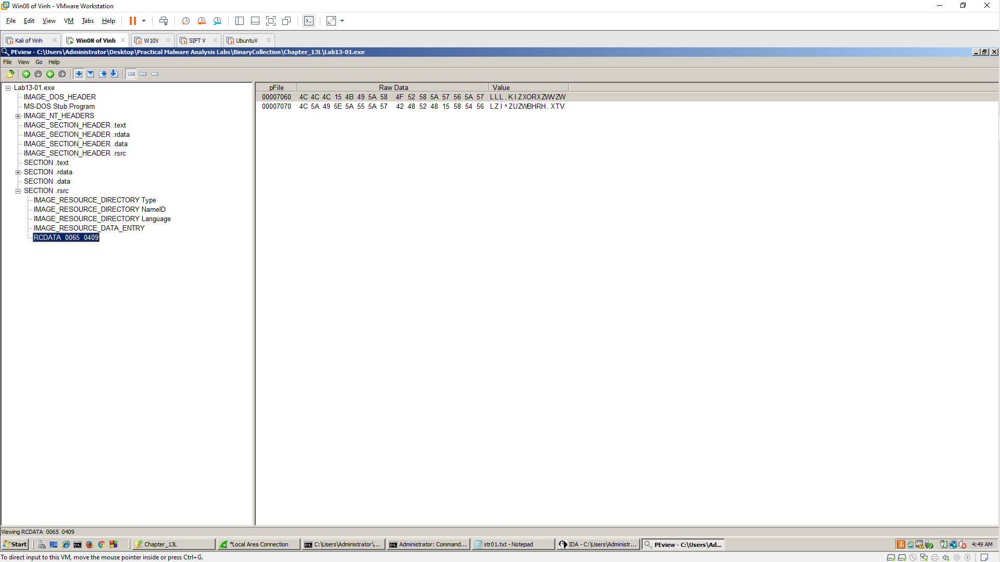 Win08 of Vinh - VMware Workstation
File Edit View VM Tabs Help
Kali of Vinh Win08 of Vinh W10V SIFT V UbuntuV
PEview - C:\Users\Administrator\Desktop\Practical Malware Analysis Labs\BinaryCollection\Chapter_13L\Lab13-01.exe
File View Go Help
pFile Raw Data Value
Lab13-01.exe
IMAGE_DOS_HEADER
MS-DOS Stub Program
IMAGE_NT_HEADERS
IMAGE_SECTION_HEADER .text
IMAGE_SECTION_HEADER .rdata
IMAGE_SECTION_HEADER .data
IMAGE_SECTION_HEADER .rsrc
SECTION .text
SECTION .rdata
SECTION .data
SECTION .rsrc
IMAGE_RESOURCE_DIRECTORY Type
IMAGE_RESOURCE_DIRECTORY NameID
IMAGE_RESOURCE_DIRECTORY Language
IMAGE_RESOURCE_DATA_ENTRY
RCDATA 0065 0409
00007060 4C 4C 4C 15 4B 49 5A 58 4F 52 58 5A 57 56 5A 57 LLL.KIZXORXZWVZW
00007070 4C 5A 49 5E 5A 55 5A 57 42 48 52 48 15 58 54 56 LZI^ZUZWBHRH.XTV
Viewing RCDATA 0065 0409
Start Chapter_13L *Local Area Connection C:\Users\Administrator\... Administrator: Command... str01.txt - Notepad IDA - C:\Users\Administr... PEview - C:\Users\Ad... 4:49 AM
To direct input to this VM, move the mouse pointer inside or press Ctrl+G.